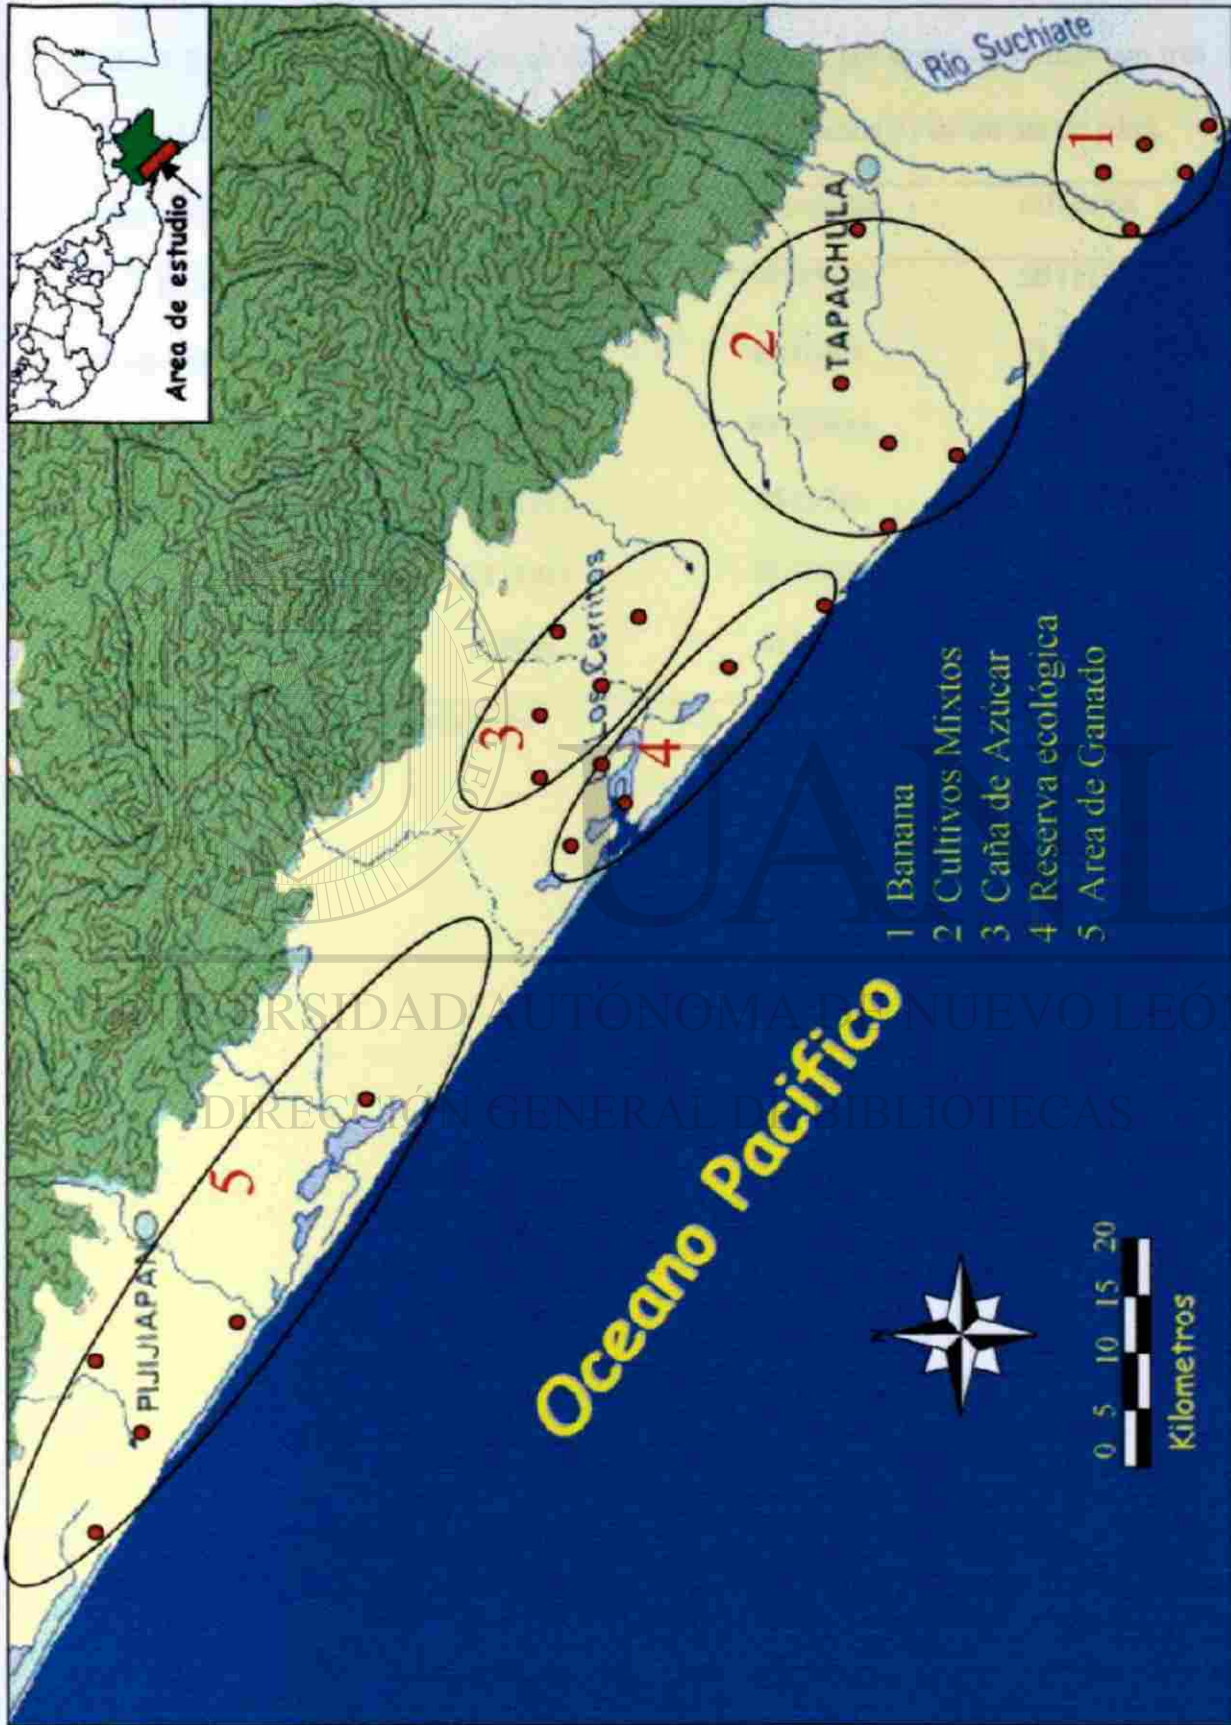 Area de estudio
Río Suchiate
1
TAPACHULA
2
Los Cerritos
3
4
5
PIJIJIAPAN
Oceano Pacifico
1 Banana
2 Cultivos Mixtos
3 Caña de Azúcar
4 Reserva ecológica
5 Area de Ganado
N
0 5 10 15 20
Kilometros
UANL
UNIVERSIDAD AUTÓNOMA DE NUEVO LEÓN
DIRECCIÓN GENERAL DE BIBLIOTECAS